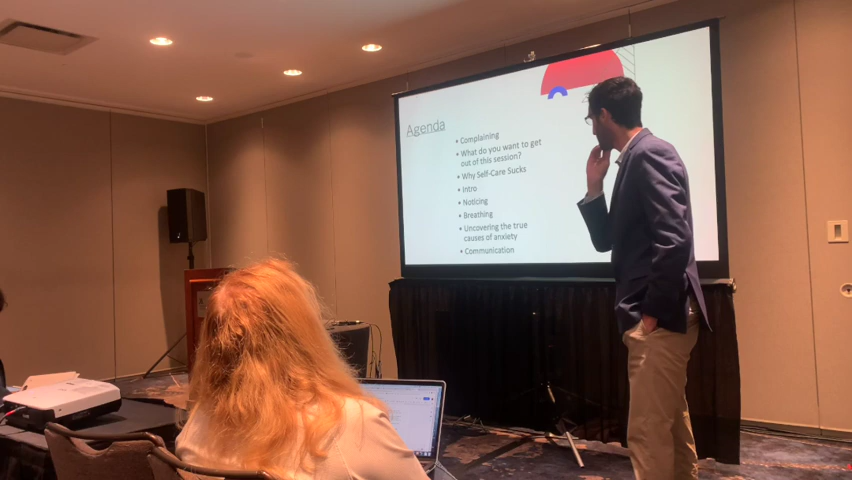 Agenda
• Complaining
• What do you want to get
out of this session?
• Why Self-Care Sucks
• Intro
• Noticing
• Breathing
• Uncovering the true
causes of anxiety
• Communication